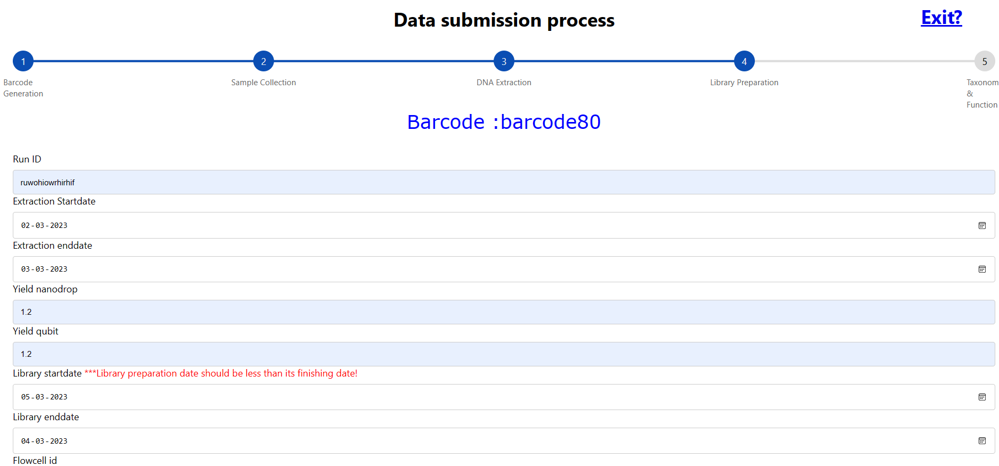 Data submission process
Exit?
1
2
3
4
5
Barcode
Generation
Sample Collection
DNA Extraction
Library Preparation
Taxonom
&
Function
Barcode :barcode80
Run ID
ruwohiowrhirhif
Extraction Startdate
02-03-2023
Extraction enddate
03-03-2023
Yield nanodrop
1.2
Yield qubit
1.2
Library startdate ***Library preparation date should be less than its finishing date!
05-03-2023
Library enddate
04-03-2023
Flowcell id